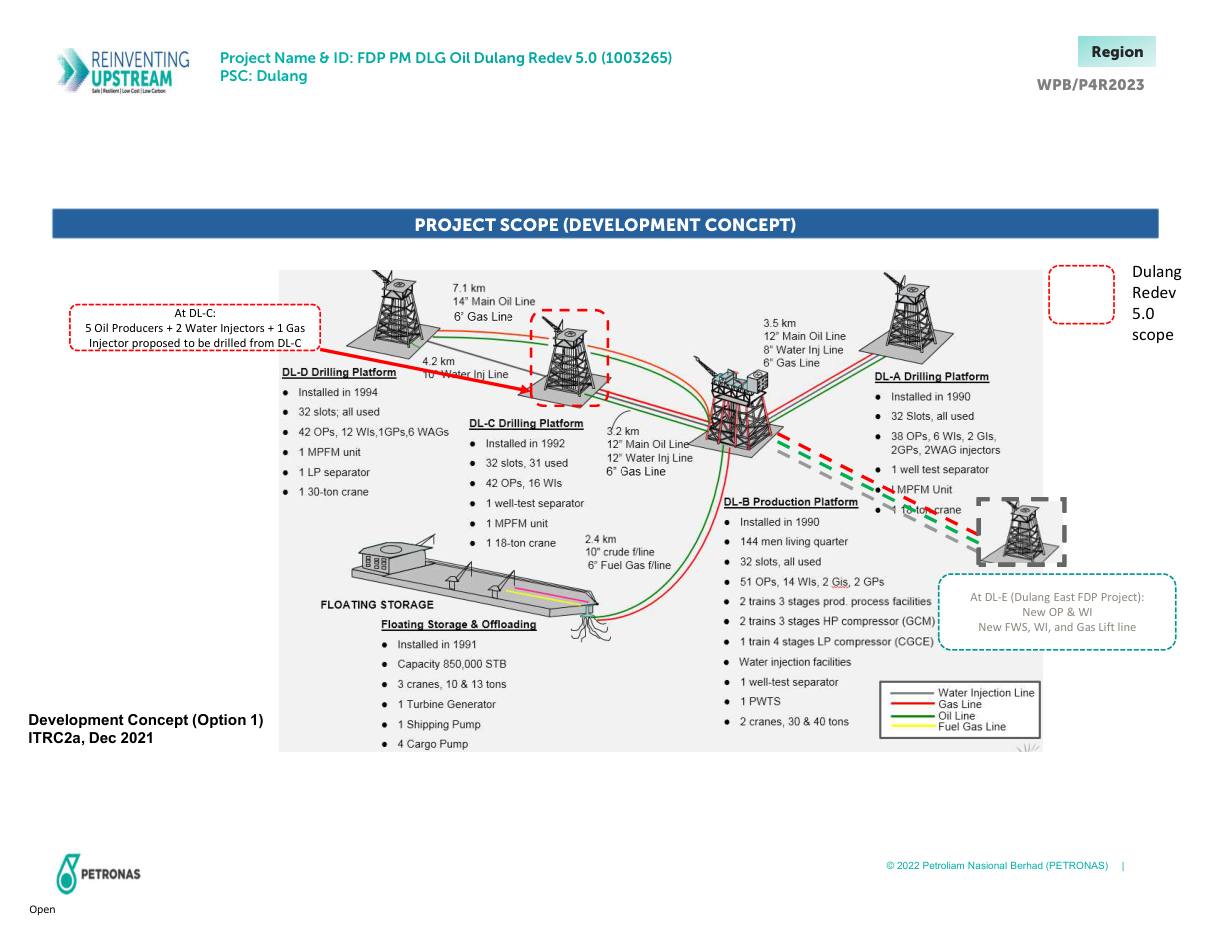 REINVENTING
UPSTREAM
Safe | Resilient | Low Cost | Low Carbon
Project Name & ID: FDP PM DLG Oil Dulang Redev 5.0 (1003265)
PSC: Dulang
Region
WPB/P4R2023
PROJECT SCOPE (DEVELOPMENT CONCEPT)
Dulang
Redev
5.0
scope
At DL-C:
5 Oil Producers + 2 Water Injectors + 1 Gas
Injector proposed to be drilled from DL-C
7.1 km
14” Main Oil Line
6” Gas Line
4.2 km
10” Water Inj Line
3.5 km
12” Main Oil Line
8” Water Inj Line
6” Gas Line
DL-D Drilling Platform
● Installed in 1994
● 32 slots; all used
● 42 OPs, 12 WIs,1GPs,6 WAGs
● 1 MPFM unit
● 1 LP separator
● 1 30-ton crane
DL-C Drilling Platform
● Installed in 1992
● 32 slots, 31 used
● 42 OPs, 16 WIs
● 1 well-test separator
● 1 MPFM unit
● 1 18-ton crane
3.2 km
12” Main Oil Line
12” Water Inj Line
6” Gas Line
DL-A Drilling Platform
● Installed in 1990
● 32 Slots, all used
● 38 OPs, 6 WIs, 2 GIs,
2GPs, 2WAG injectors
● 1 well test separator
● I MPFM Unit
● 1 18-ton crane
DL-B Production Platform
● Installed in 1990
● 144 men living quarter
● 32 slots, all used
● 51 OPs, 14 WIs, 2 Gis, 2 GPs
● 2 trains 3 stages prod. process facilities
● 2 trains 3 stages HP compressor (GCM)
● 1 train 4 stages LP compressor (CGCE)
● Water injection facilities
● 1 well-test separator
● 1 PWTS
● 2 cranes, 30 & 40 tons
2.4 km
10” crude f/line
6” Fuel Gas f/line
FLOATING STORAGE
Floating Storage & Offloading
● Installed in 1991
● Capacity 850,000 STB
● 3 cranes, 10 & 13 tons
● 1 Turbine Generator
● 1 Shipping Pump
● 4 Cargo Pump
At DL-E (Dulang East FDP Project):
New OP & WI
New FWS, WI, and Gas Lift line
Water Injection Line
Gas Line
Oil Line
Fuel Gas Line
Development Concept (Option 1)
ITRC2a, Dec 2021
PETRONAS
© 2022 Petroliam Nasional Berhad (PETRONAS) |
Open